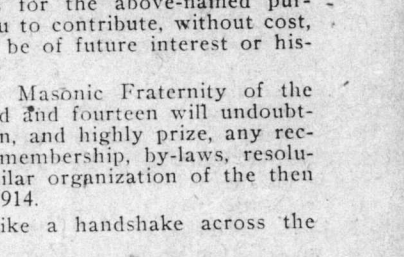 for the above-named pur-
u to contribute, without cost,
be of future interest or his-
Masonic Fraternity of the
d and fourteen will undoubt-
n, and highly prize, any rec-
membership, by-laws, resolu-
ilar organization of the then
914.
ike a handshake across the